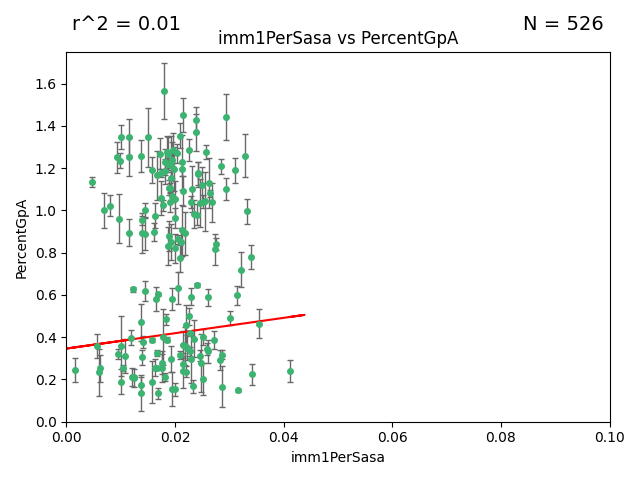 r^2 = 0.01
N = 526
imm1PerSasa vs PercentGpA
PercentGpA
1.6
1.4
1.2
1.0
0.8
0.6
0.4
0.2
0.0
0.00 0.02 0.04 0.06 0.08 0.10
imm1PerSasa